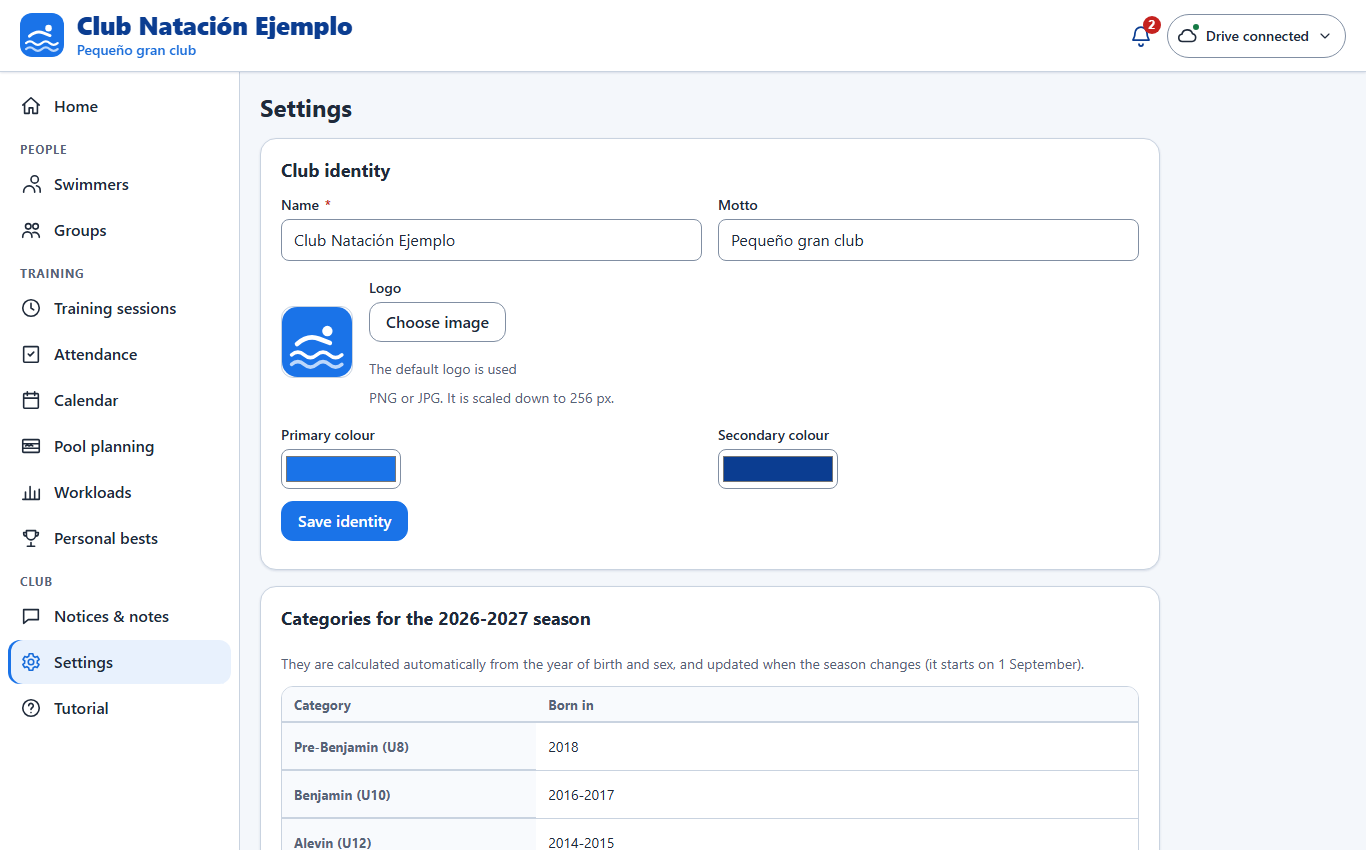 Club Natación Ejemplo
Pequeño gran club
2
Drive connected
Home
PEOPLE
Swimmers
Groups
TRAINING
Training sessions
Attendance
Calendar
Pool planning
Workloads
Personal bests
CLUB
Notices & notes
Settings
Tutorial
Settings
Club identity
Name *
Motto
Club Natación Ejemplo
Pequeño gran club
Logo
Choose image
The default logo is used
PNG or JPG. It is scaled down to 256 px.
Primary colour
Secondary colour
Save identity
Categories for the 2026-2027 season
They are calculated automatically from the year of birth and sex, and updated when the season changes (it starts on 1 September).
Category
Born in
Pre-Benjamin (U8)
2018
Benjamin (U10)
2016-2017
Alevin (U12)
2014-2015